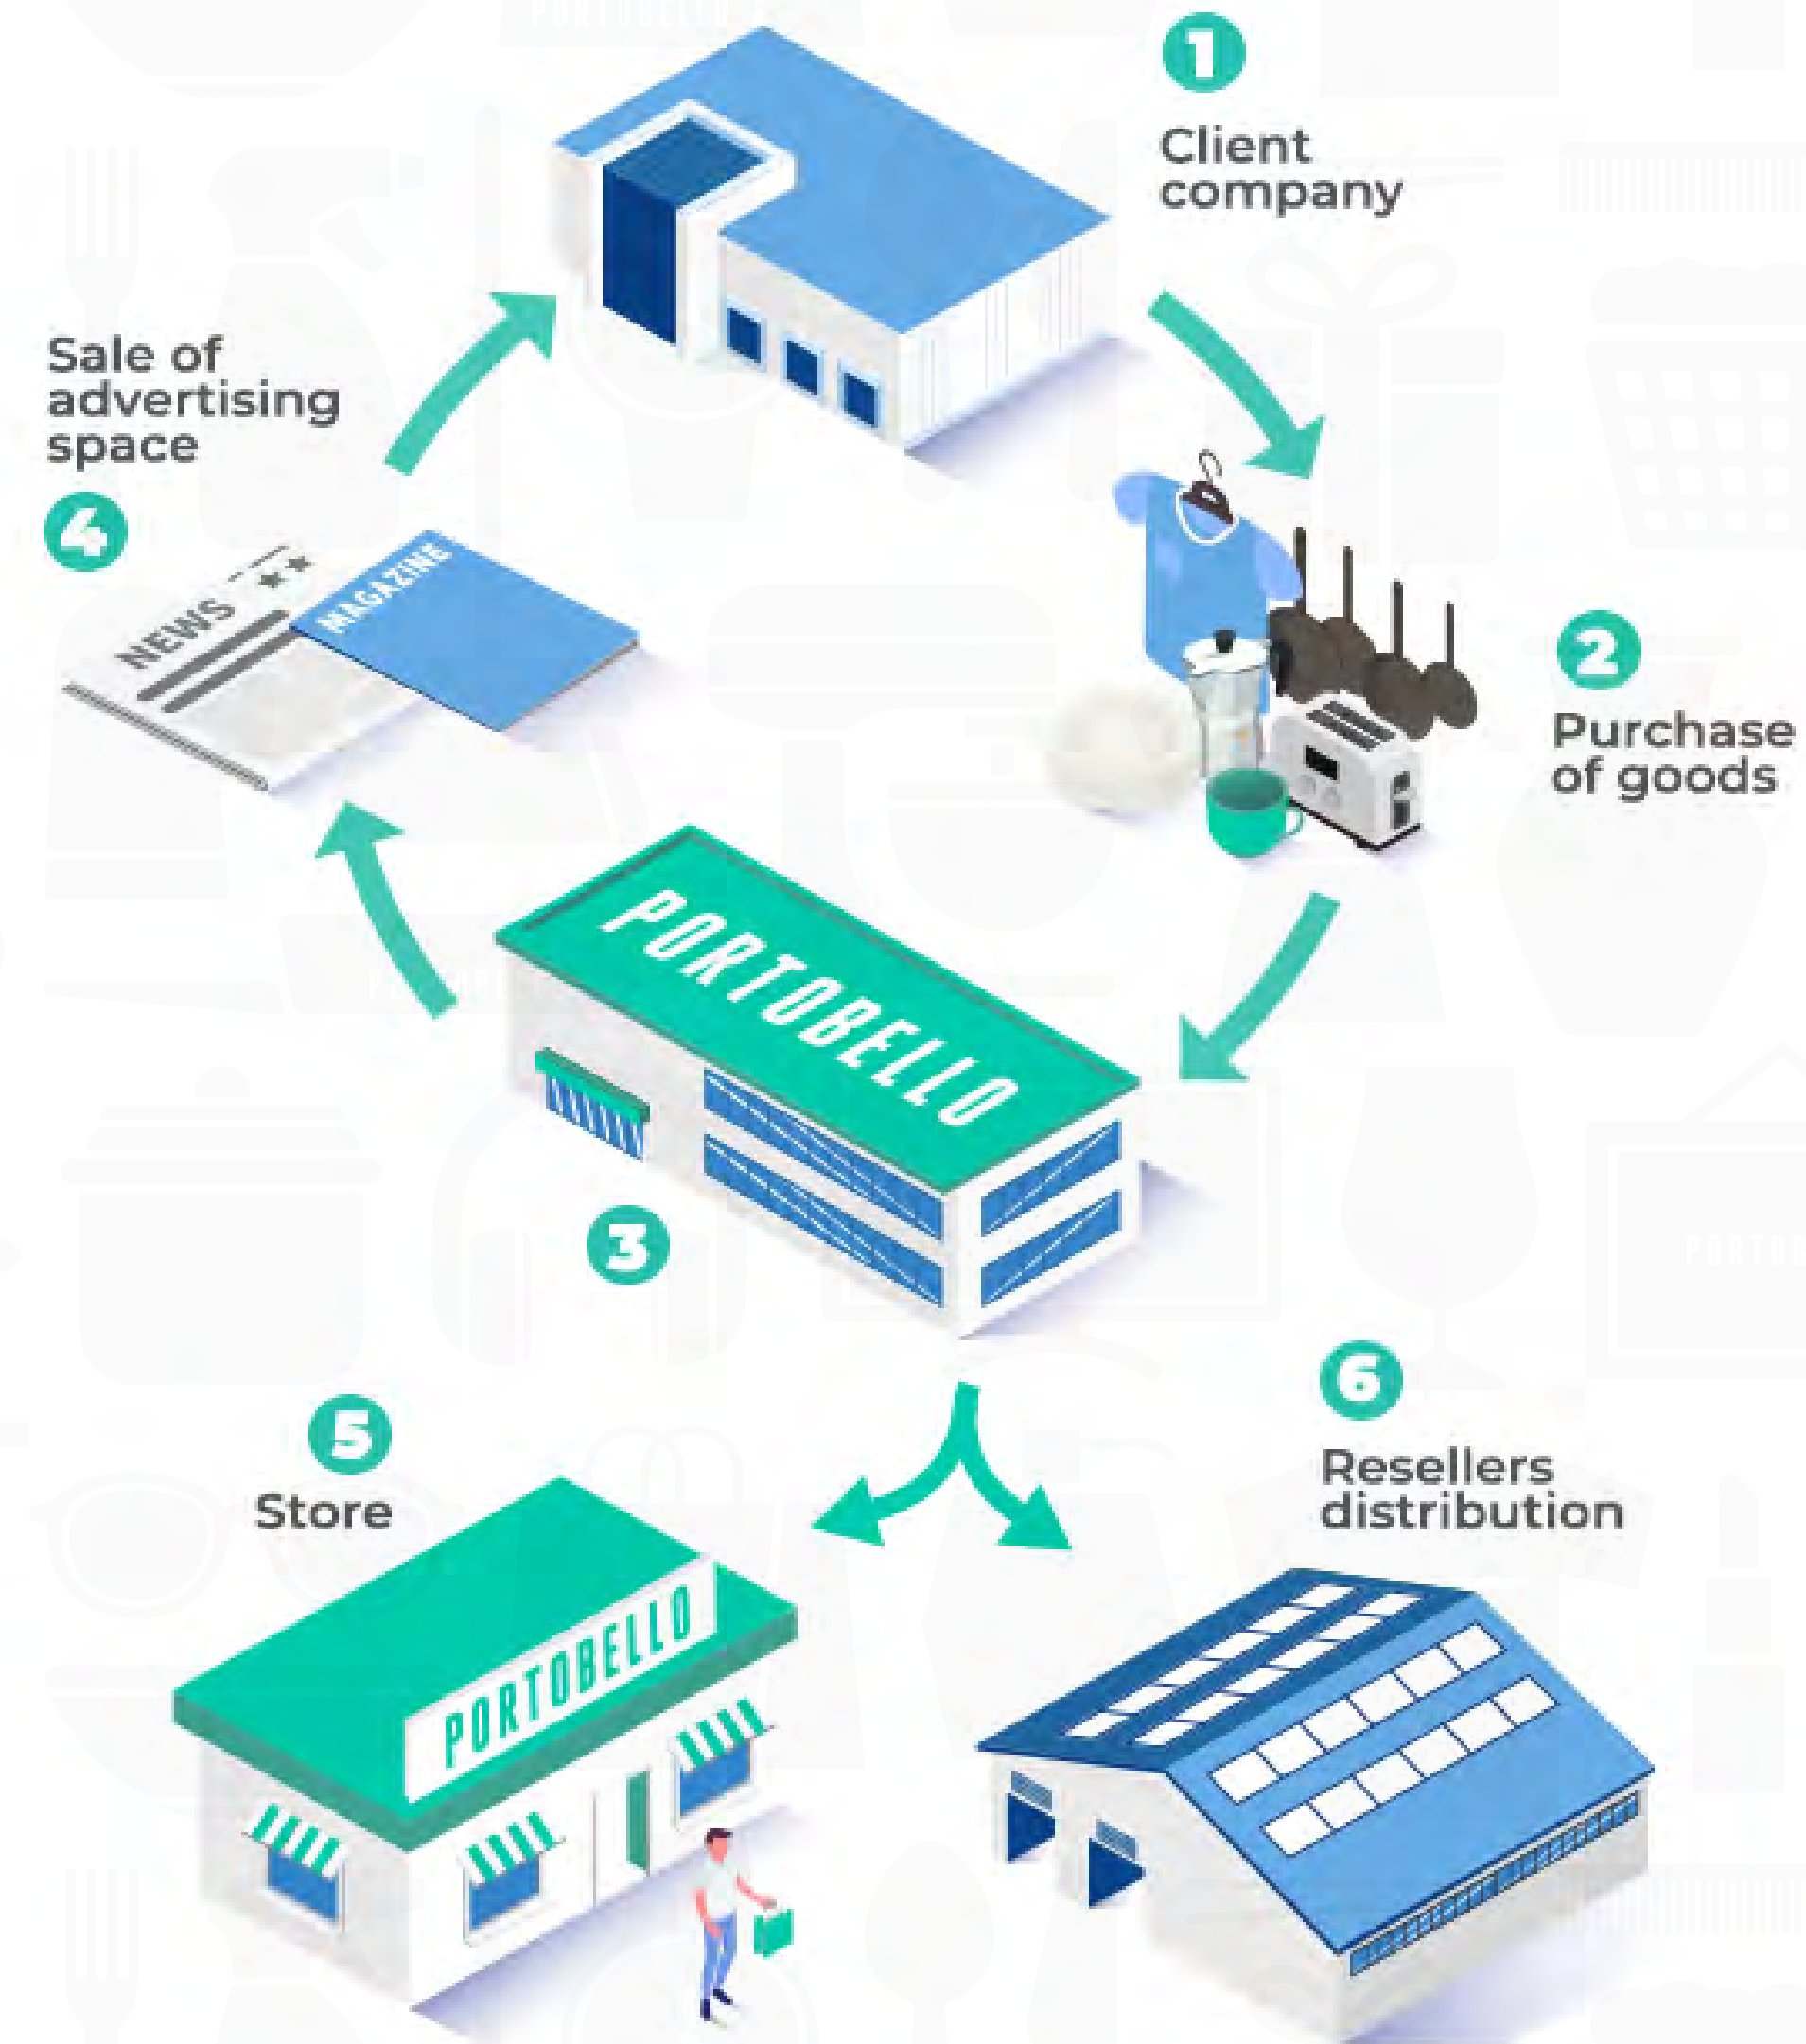 1
Client
company
Sale of
advertising
space
4
NEWS
MAGAZINE
2
Purchase
of goods
PORTOBELLO
3
6
Resellers
distribution
5
Store
PORTOBELLO